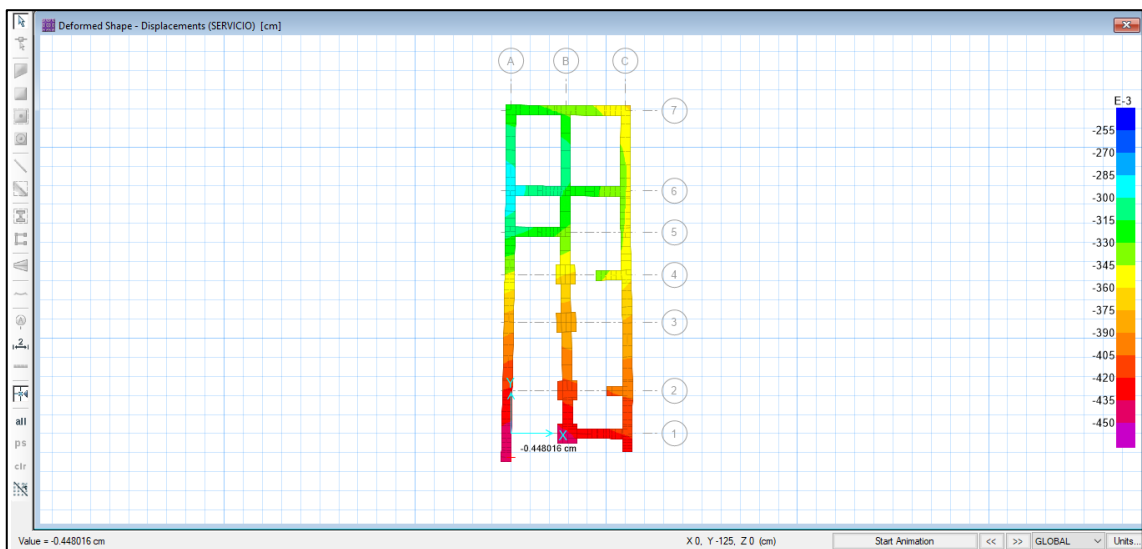 Deformed Shape - Displacements (SERVICIO) [cm]
A B C
7
6
5
4
3
2
1
Y
X
-0.448016 cm
E-3
-255
-270
-285
-300
-315
-330
-345
-360
-375
-390
-405
-420
-435
-450
2
all
ps
clr
Value = -0.448016 cm
X 0, Y -125, Z 0 (cm)
Start Animation
<<
>>
GLOBAL
Units...